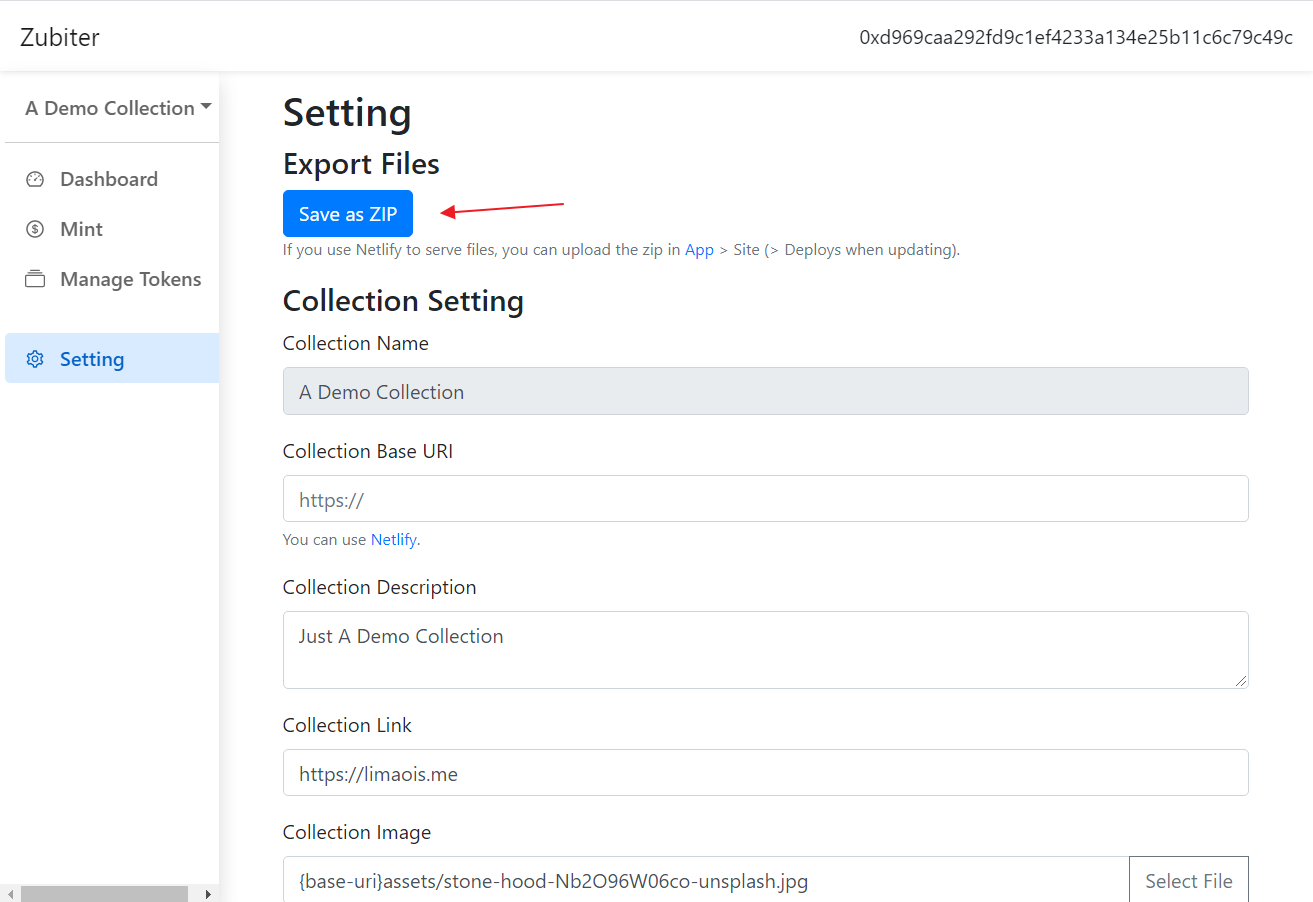 Zubiter
0xd969caa292fd9c1ef4233a134e25b11c6c79c49c
A Demo Collection
Dashboard
Mint
Manage Tokens
Setting
Setting
Export Files
Save as ZIP
If you use Netlify to serve files, you can upload the zip in App > Site (> Deploys when updating).
Collection Setting
Collection Name
A Demo Collection
Collection Base URI
https://
You can use Netlify.
Collection Description
Just A Demo Collection
Collection Link
https://limaois.me
Collection Image
{base-uri}assets/stone-hood-Nb2O96W06co-unsplash.jpg
Select File